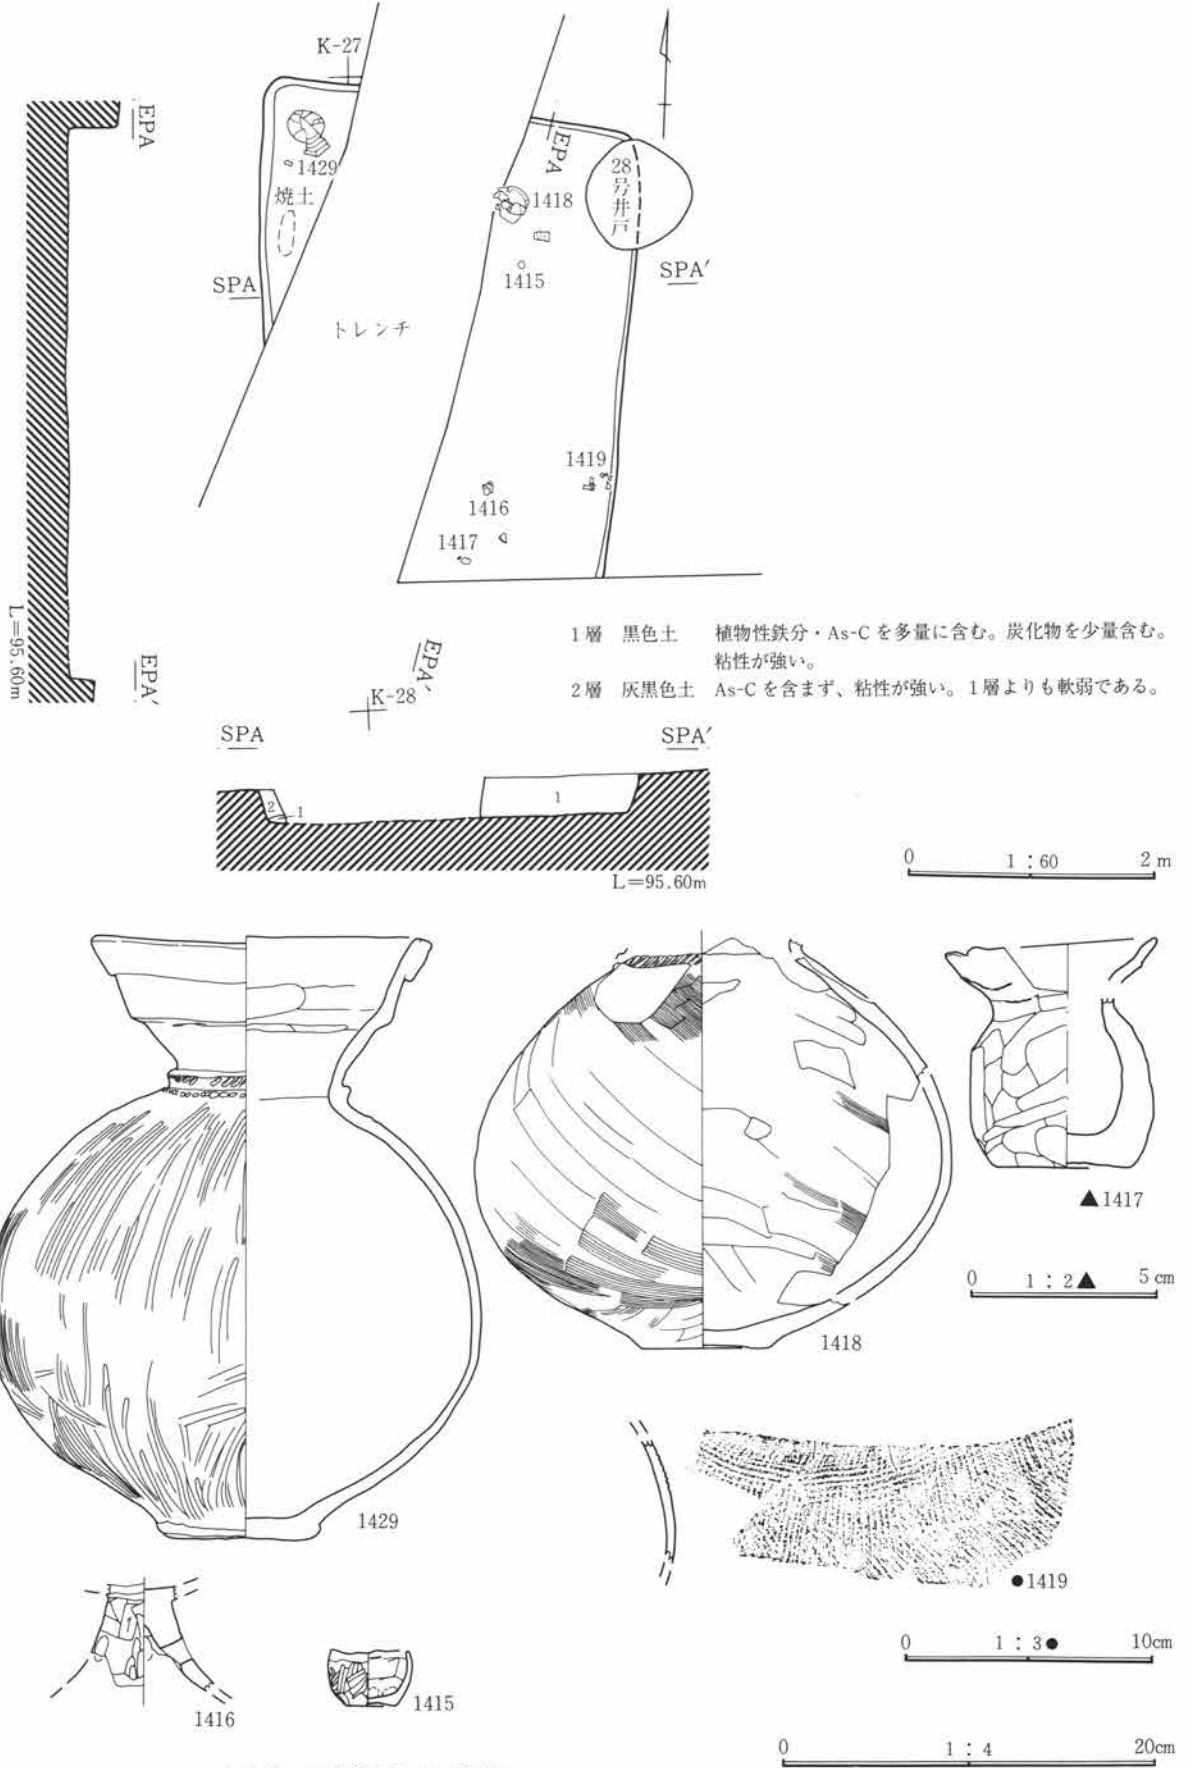 K-27
EPA
EPA
1429
焼土
28号井戸
1418
SPA
SPA′
1415
トレンチ
1419
1416
1417
L=95.60m
EPA′
EPA′
K-28
1層 黒色土 植物性鉄分・As-Cを多量に含む。炭化物を少量含む。
粘性が強い。
2層 灰黒色土 As-Cを含まず、粘性が強い。1層よりも軟弱である。
SPA
SPA′
2
1
1
L=95.60m
0 1：60 2m
▲1417
0 1：2▲ 5cm
1418
1429
●1419
0 1：3● 10cm
1416
1415
0 1：4 20cm